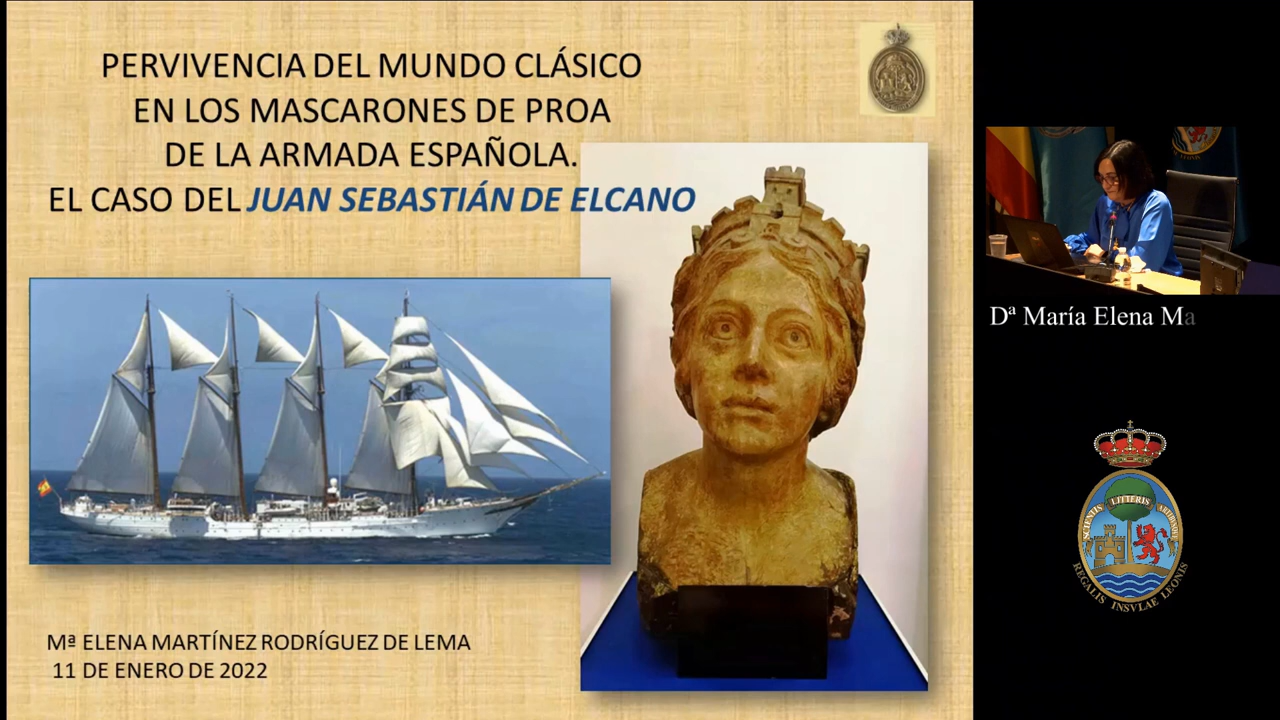 PERVIVENCIA DEL MUNDO CLÁSICO
EN LOS MASCARONES DE PROA
DE LA ARMADA ESPAÑOLA.
EL CASO DEL JUAN SEBASTIÁN DE ELCANO
Mª ELENA MARTÍNEZ RODRÍGUEZ DE LEMA
11 DE ENERO DE 2022
Dª María Elena Ma
SCIENTIIS LITTERIS ARTIBUSQUE
REGALIS INSVLAE LEONIS